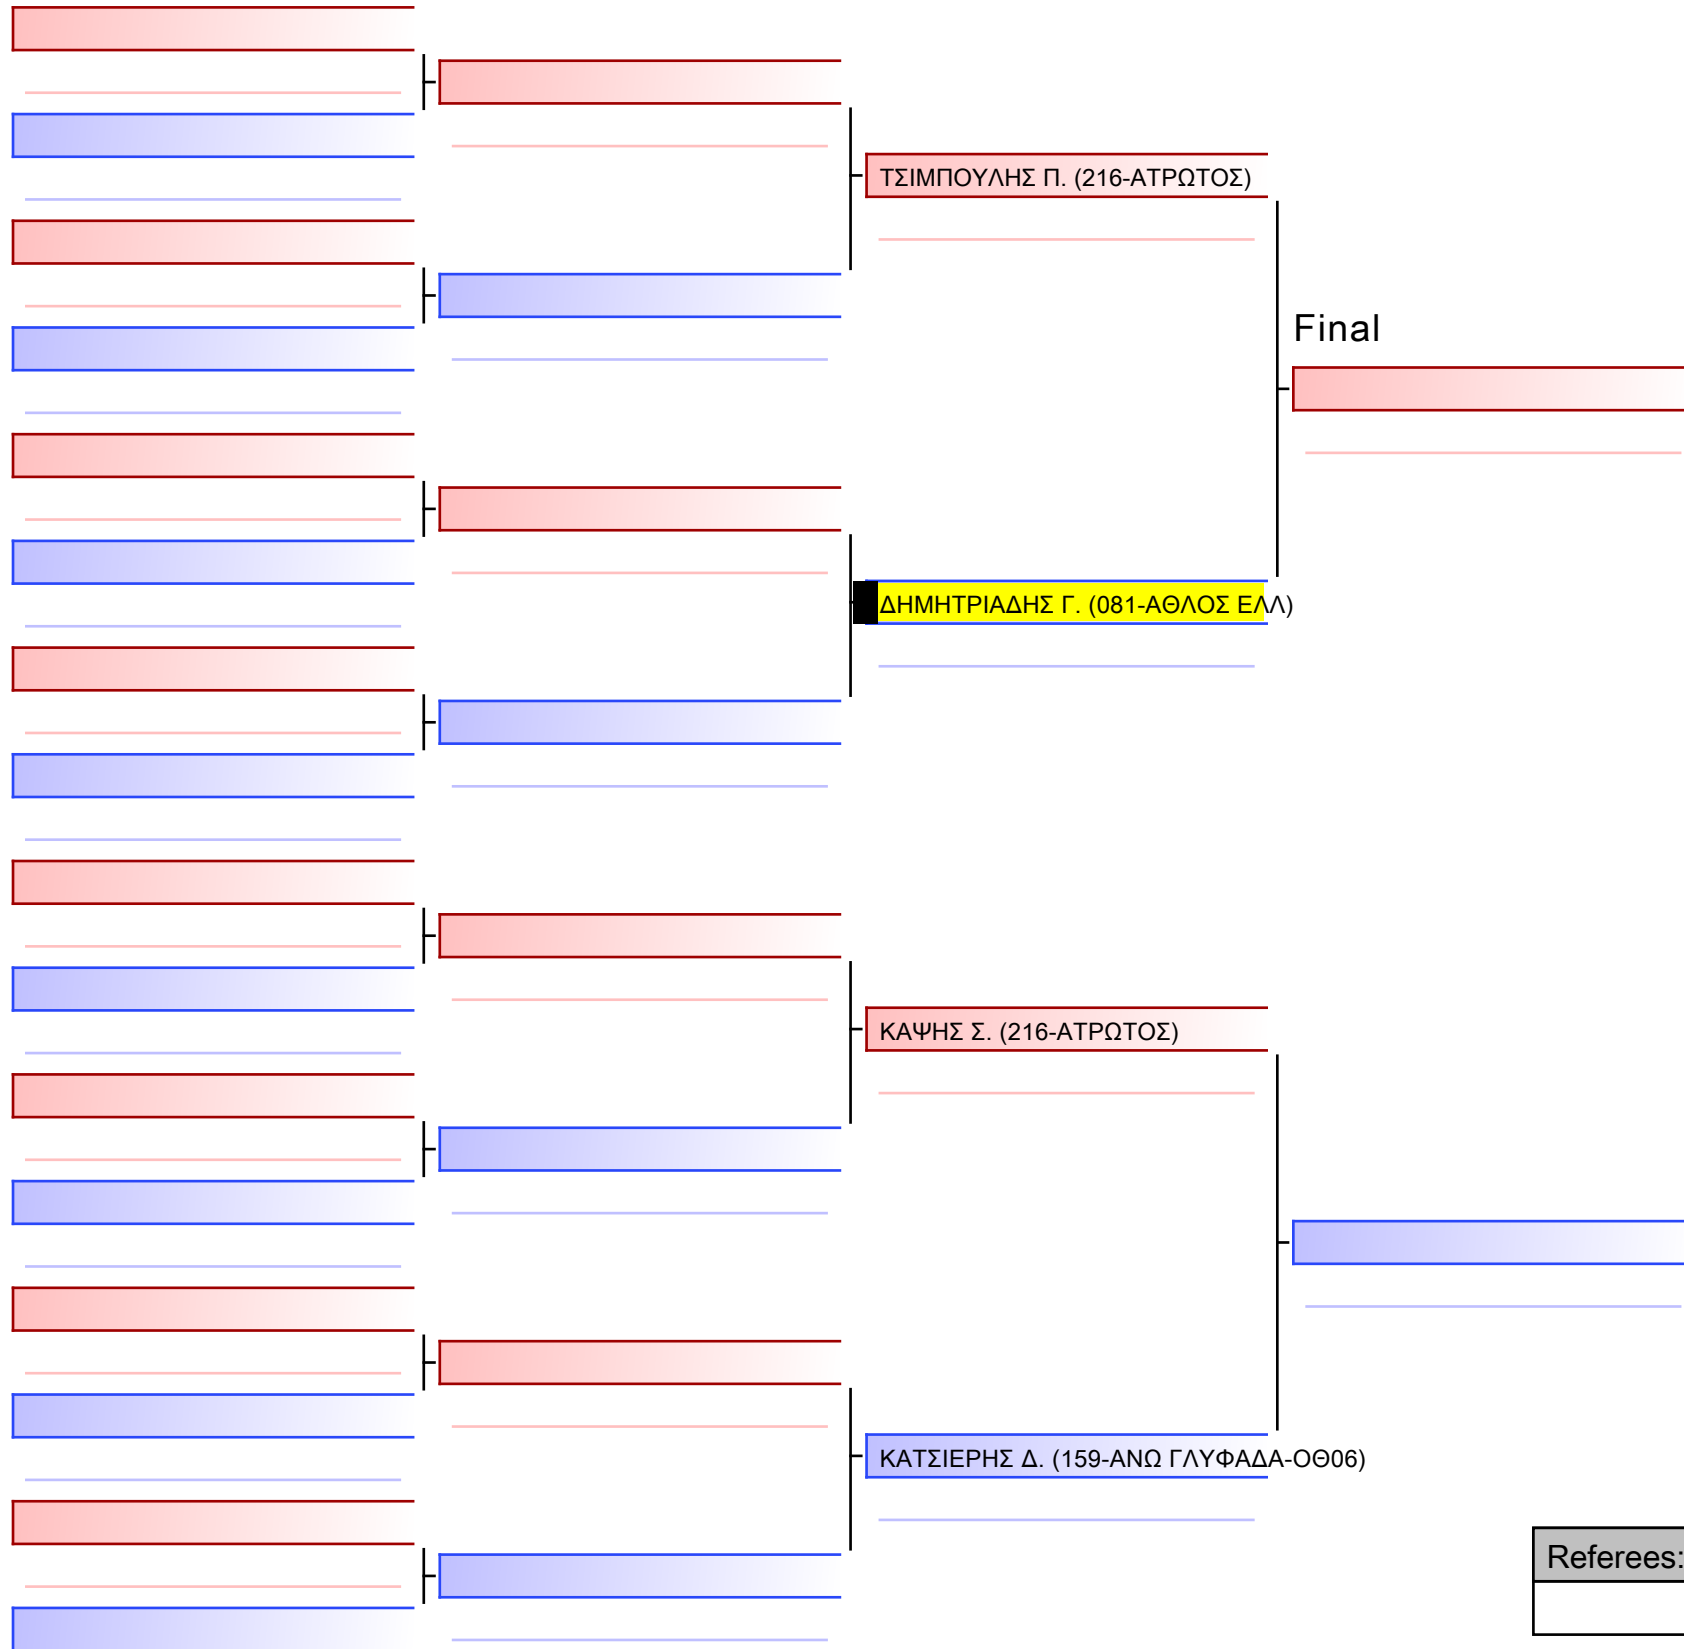 ΤΣΙΜΠΟΥΛΗΣ Π. (216-ΑΤΡΩΤΟΣ)
Final
ΔΗΜΗΤΡΙΑΔΗΣ Γ. (081-ΑΘΛΟΣ ΕΛΛ)
ΚΑΨΗΣ Σ. (216-ΑΤΡΩΤΟΣ)
ΚΑΤΣΙΕΡΗΣ Δ. (159-ΑΝΩ ΓΛΥΦΑΔΑ-ΟΘ06)
Referees: